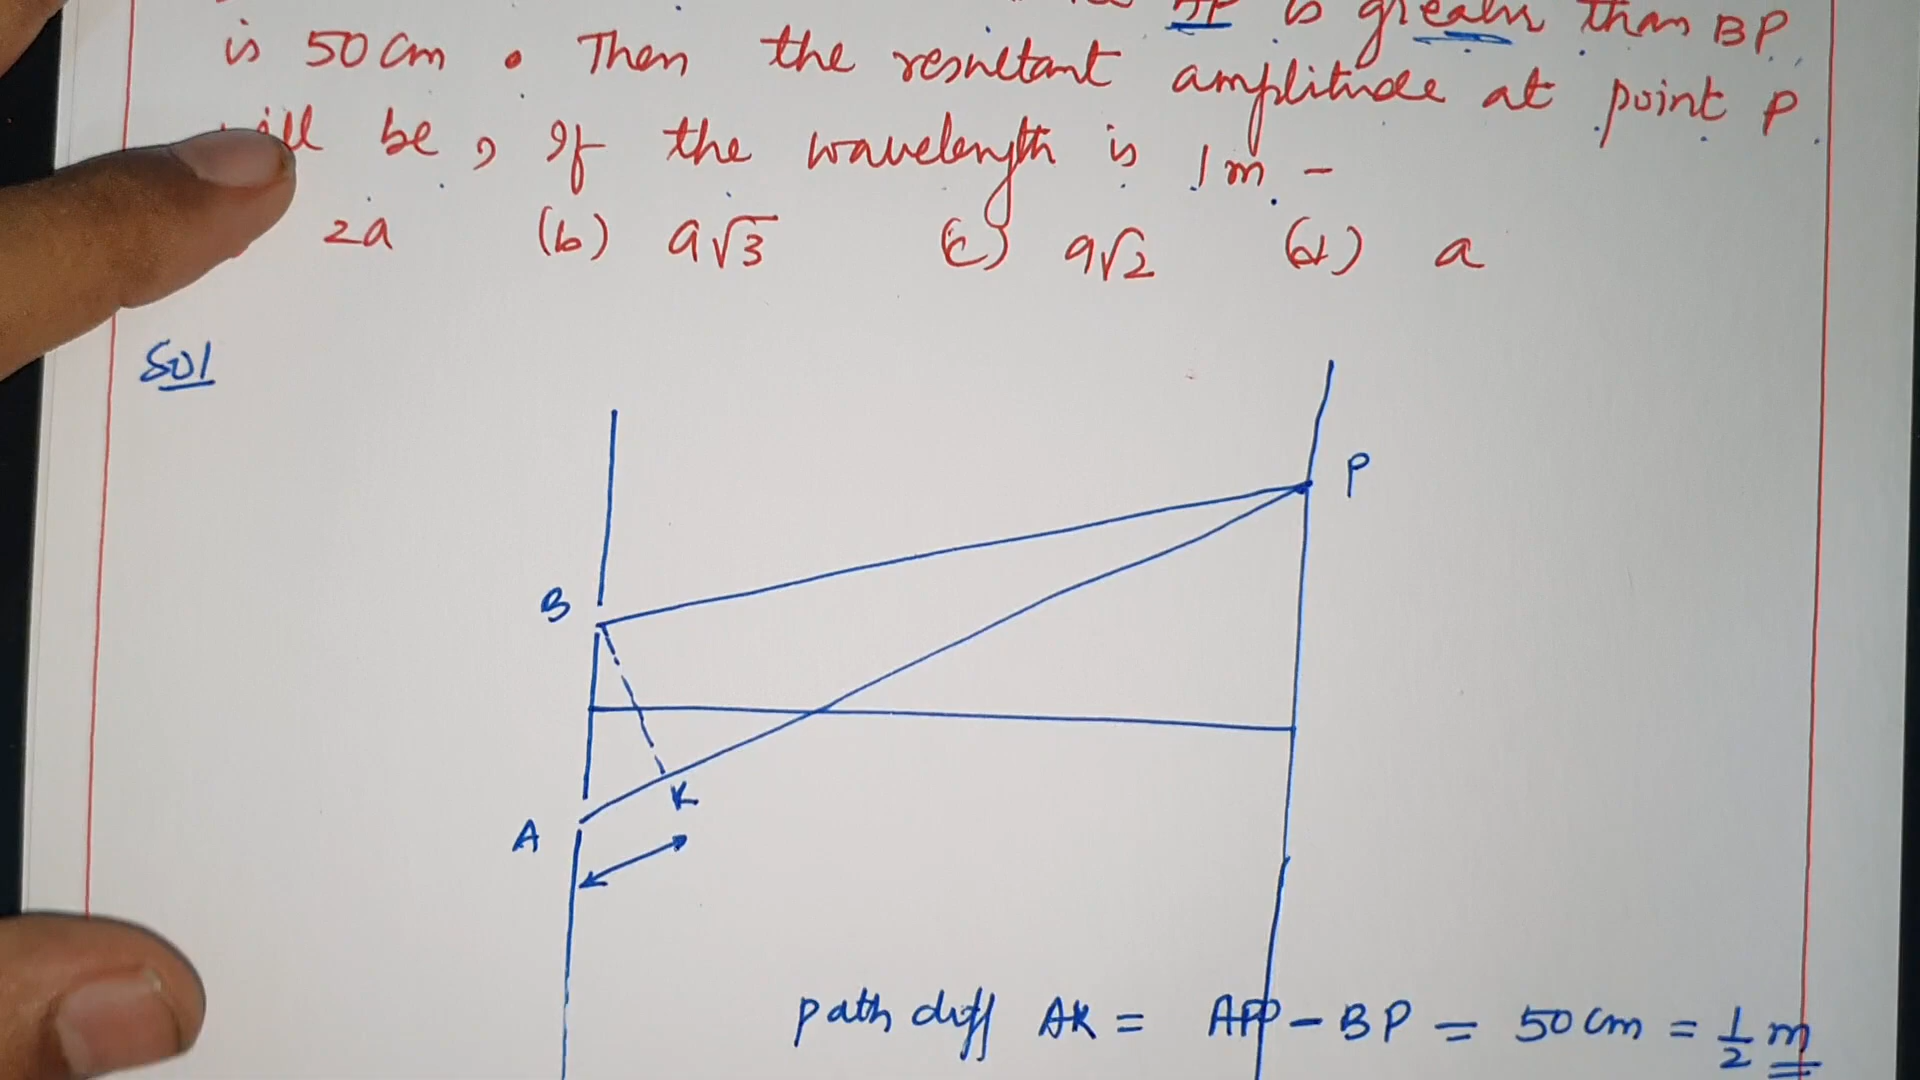 is greater than BP
is 50 cm . Then the resultant amplitude at point P
will be , If the wavelength is 1 m -
2a (b) a√3 (c) a√2 (d) a
Sol
P
B
K
A
path diff AK = APP - BP = 50 cm = 1/2 m